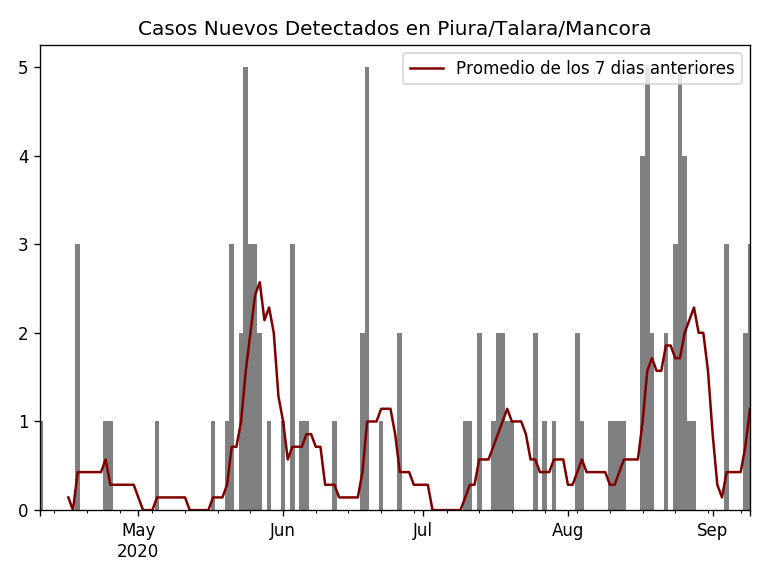 Casos Nuevos Detectados en Piura/Talara/Mancora
Promedio de los 7 dias anteriores
5
4
3
2
1
0
May Jun Jul Aug Sep
2020